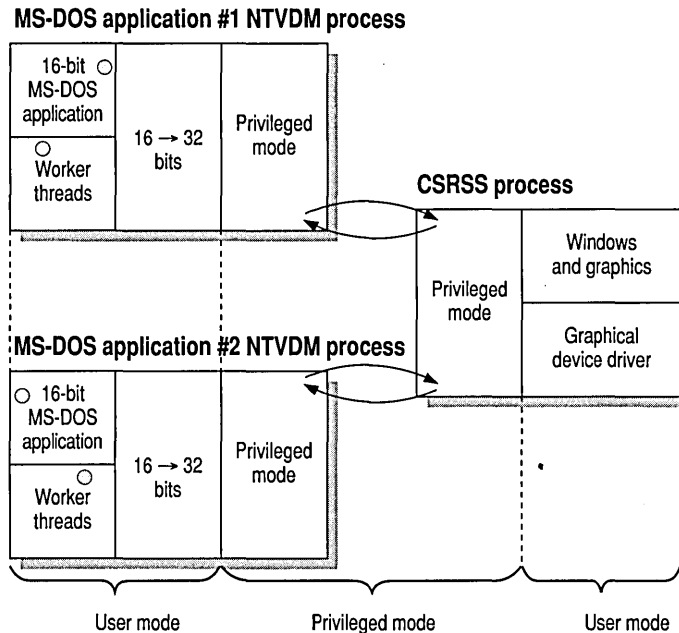 MS-DOS application #1 NTVDM process
16-bit
MS-DOS
application
Worker
threads
16 → 32
bits
Privileged
mode
CSRSS process
Privileged
mode
Windows
and graphics
Graphical
device driver
MS-DOS application #2 NTVDM process
16-bit
MS-DOS
application
Worker
threads
16 → 32
bits
Privileged
mode
User mode
Privileged mode
User mode